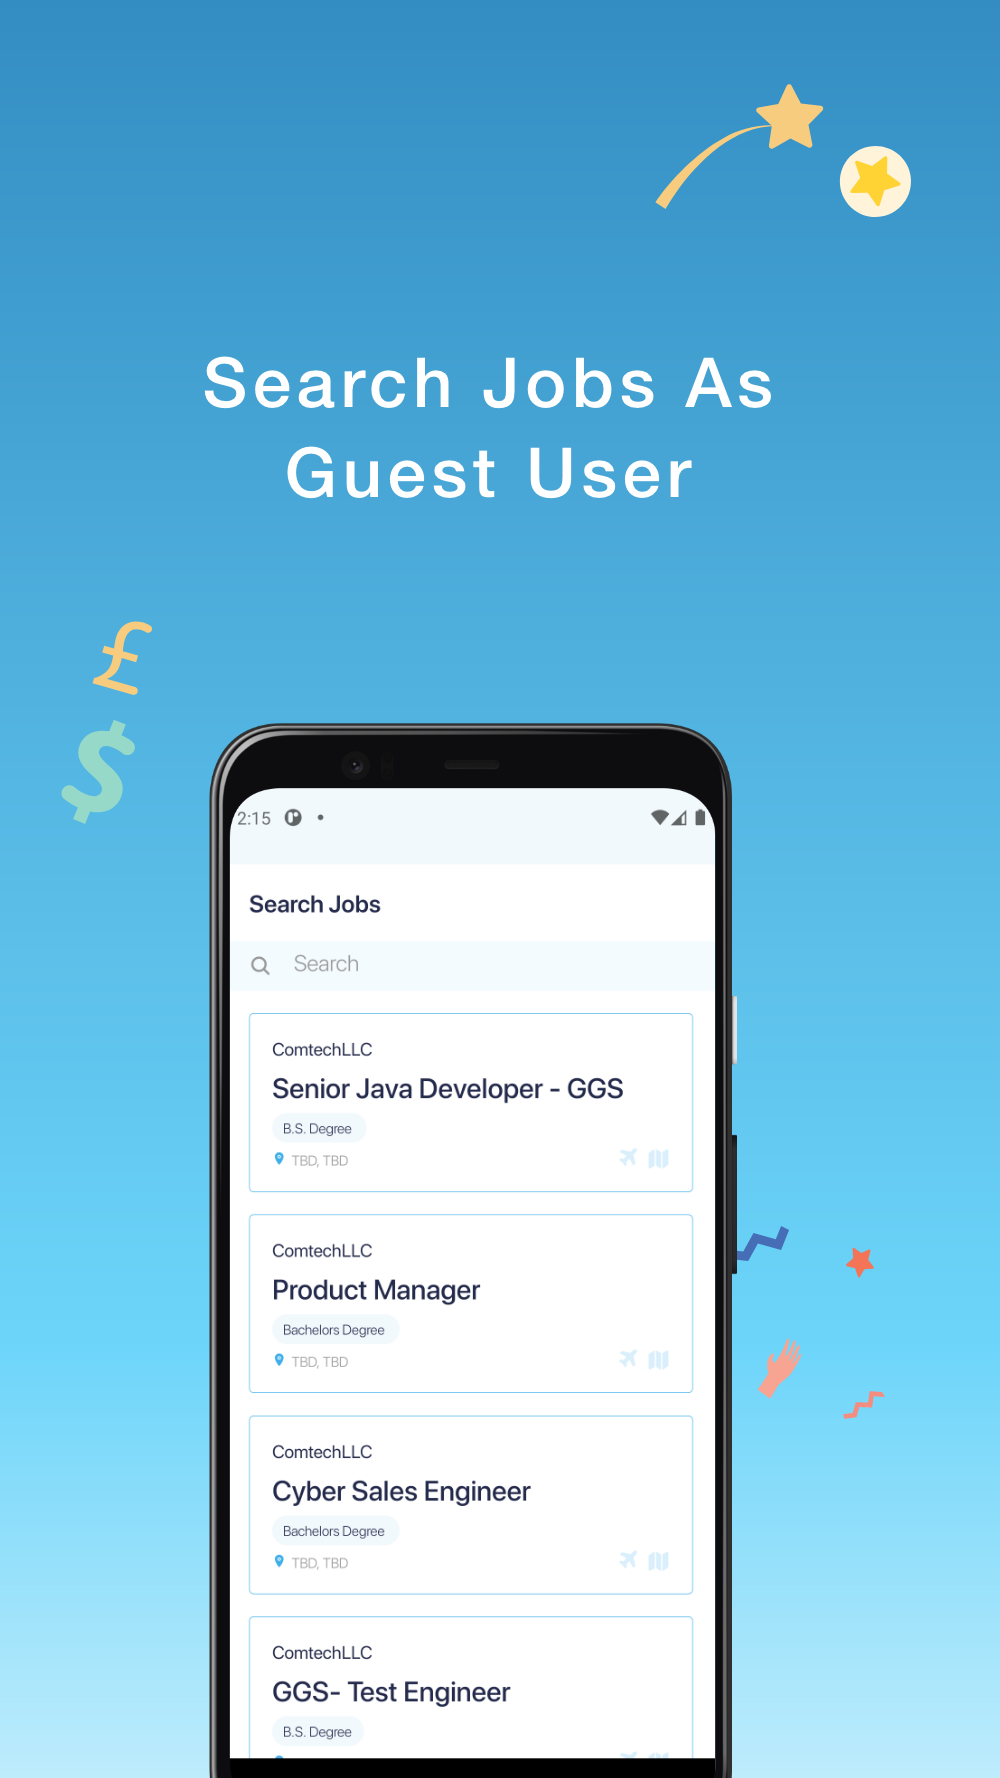 Search Jobs As
Guest User
£
$
2:15
Search Jobs
Search
ComtechLLC
Senior Java Developer - GGS
B.S. Degree
TBD, TBD
ComtechLLC
Product Manager
Bachelors Degree
TBD, TBD
ComtechLLC
Cyber Sales Engineer
Bachelors Degree
TBD, TBD
ComtechLLC
GGS- Test Engineer
B.S. Degree